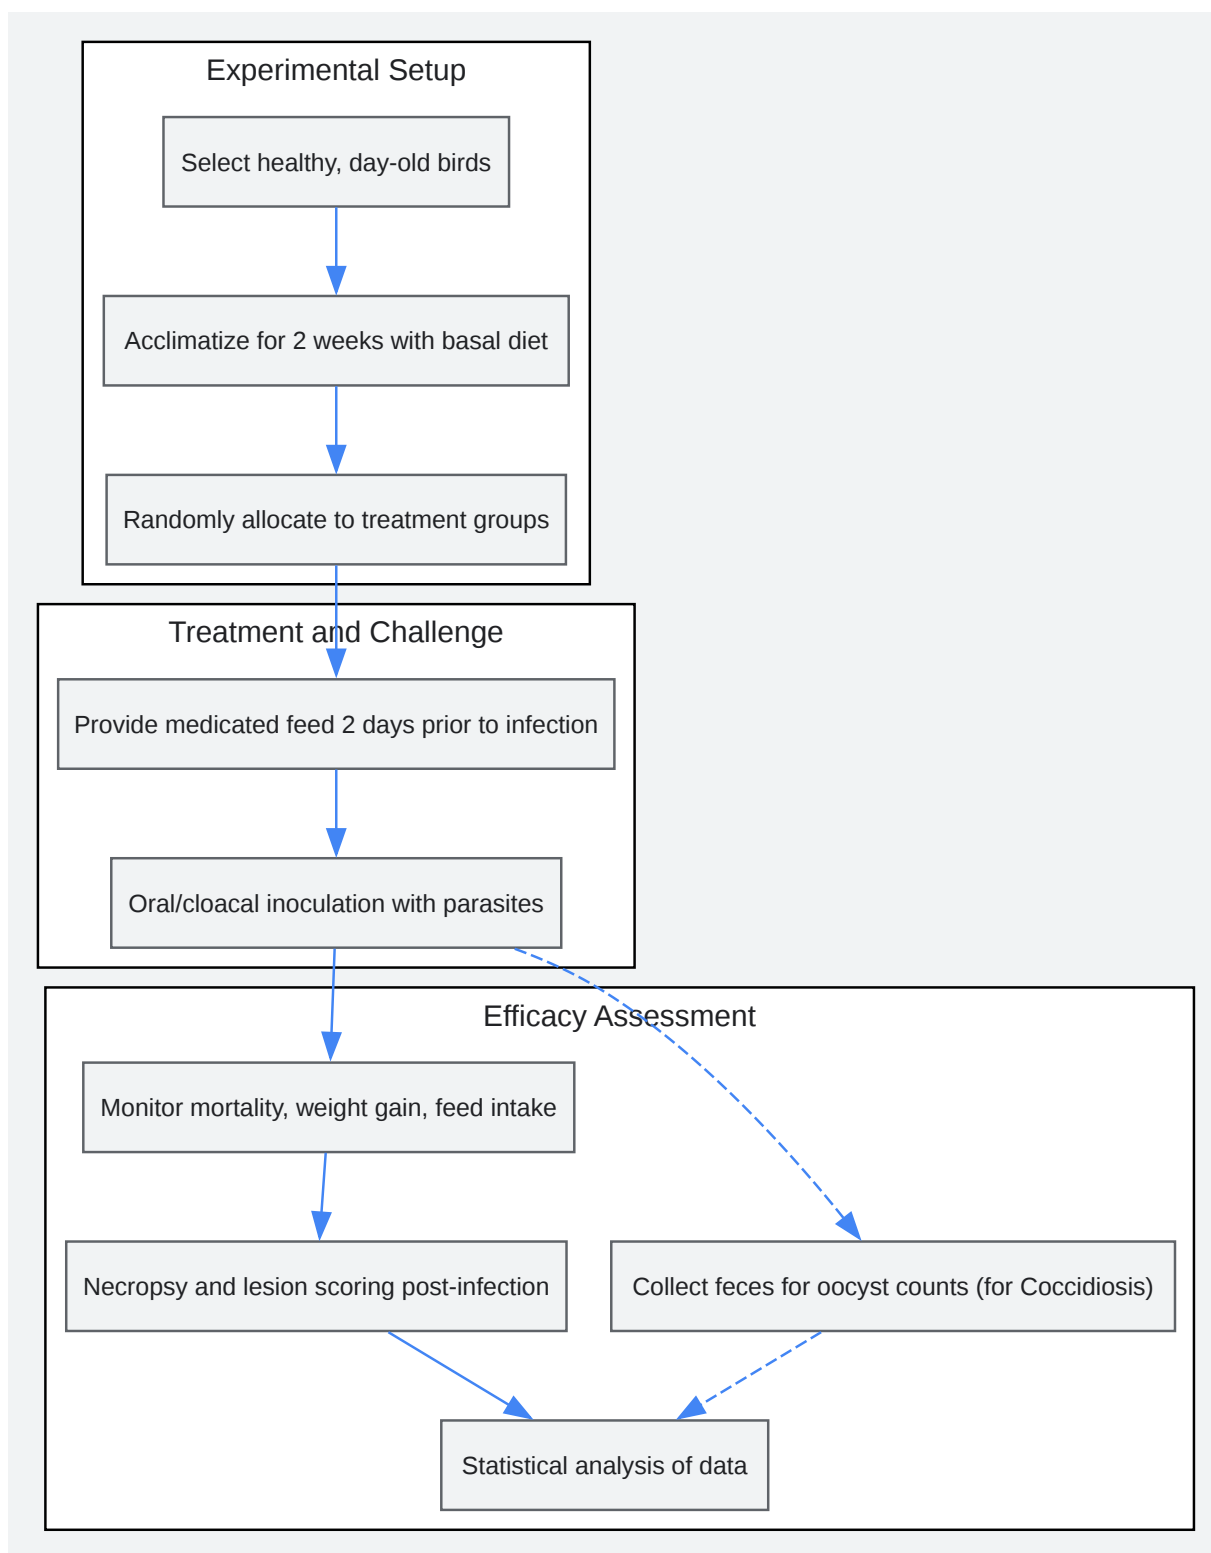 Experimental Setup
Select healthy, day-old birds
Acclimatize for 2 weeks with basal diet
Randomly allocate to treatment groups
Treatment and Challenge
Provide medicated feed 2 days prior to infection
Oral/cloacal inoculation with parasites
Efficacy Assessment
Monitor mortality, weight gain, feed intake
Necropsy and lesion scoring post-infection
Collect feces for oocyst counts (for Coccidiosis)
Statistical analysis of data